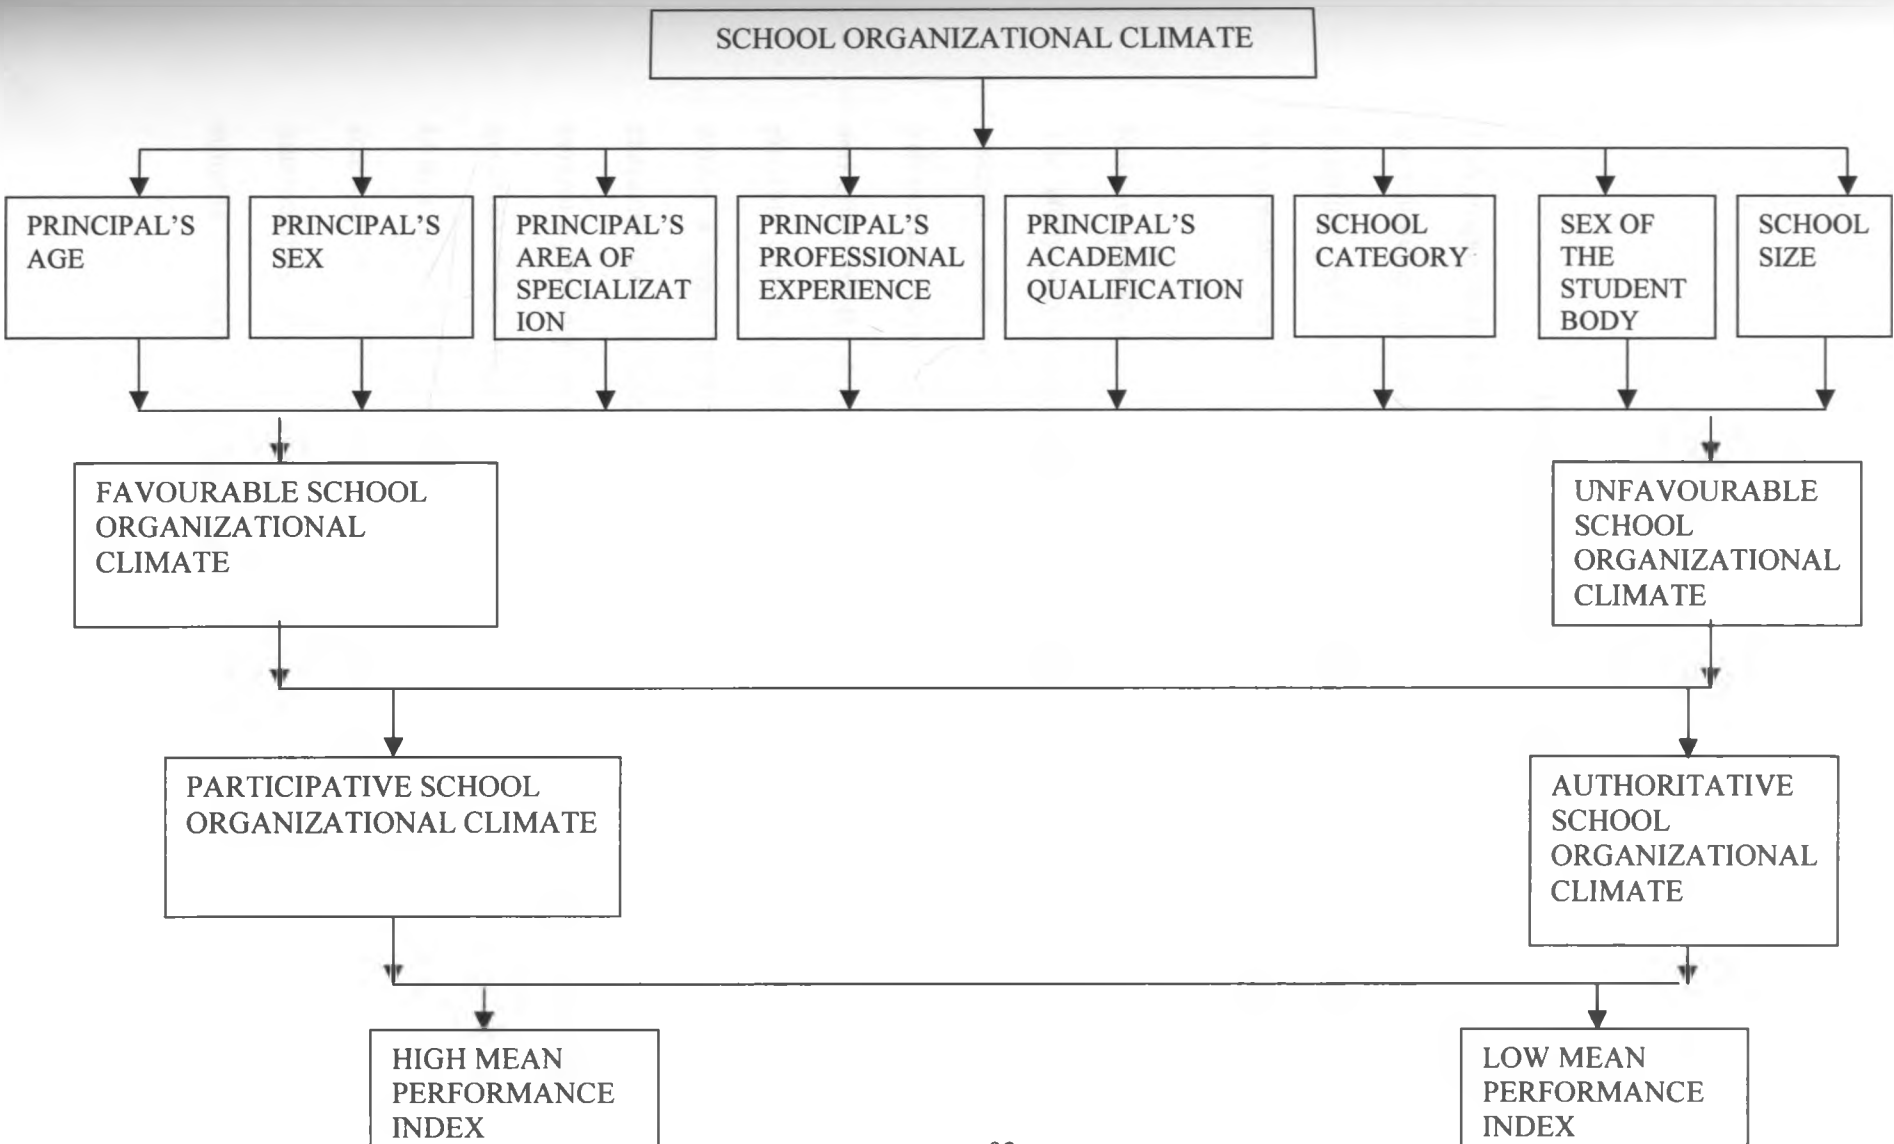 SCHOOL ORGANIZATIONAL CLIMATE
PRINCIPAL'S
AGE
PRINCIPAL'S
SEX
PRINCIPAL'S
AREA OF
SPECIALIZAT
ION
PRINCIPAL'S
PROFESSIONAL
EXPERIENCE
PRINCIPAL'S
ACADEMIC
QUALIFICATION
SCHOOL
CATEGORY
SEX OF
THE
STUDENT
BODY
SCHOOL
SIZE
FAVOURABLE SCHOOL
ORGANIZATIONAL
CLIMATE
UNFAVOURABLE
SCHOOL
ORGANIZATIONAL
CLIMATE
PARTICIPATIVE SCHOOL
ORGANIZATIONAL CLIMATE
AUTHORITATIVE
SCHOOL
ORGANIZATIONAL
CLIMATE
HIGH MEAN
PERFORMANCE
INDEX
LOW MEAN
PERFORMANCE
INDEX